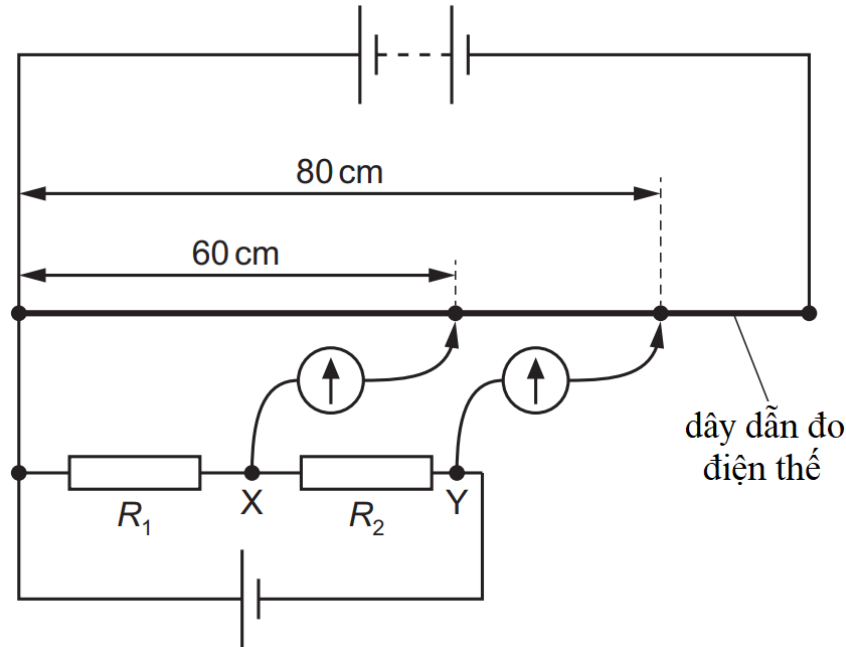 80 cm
60 cm
dây dẫn đo
điện thế
X
Y
R1
R2